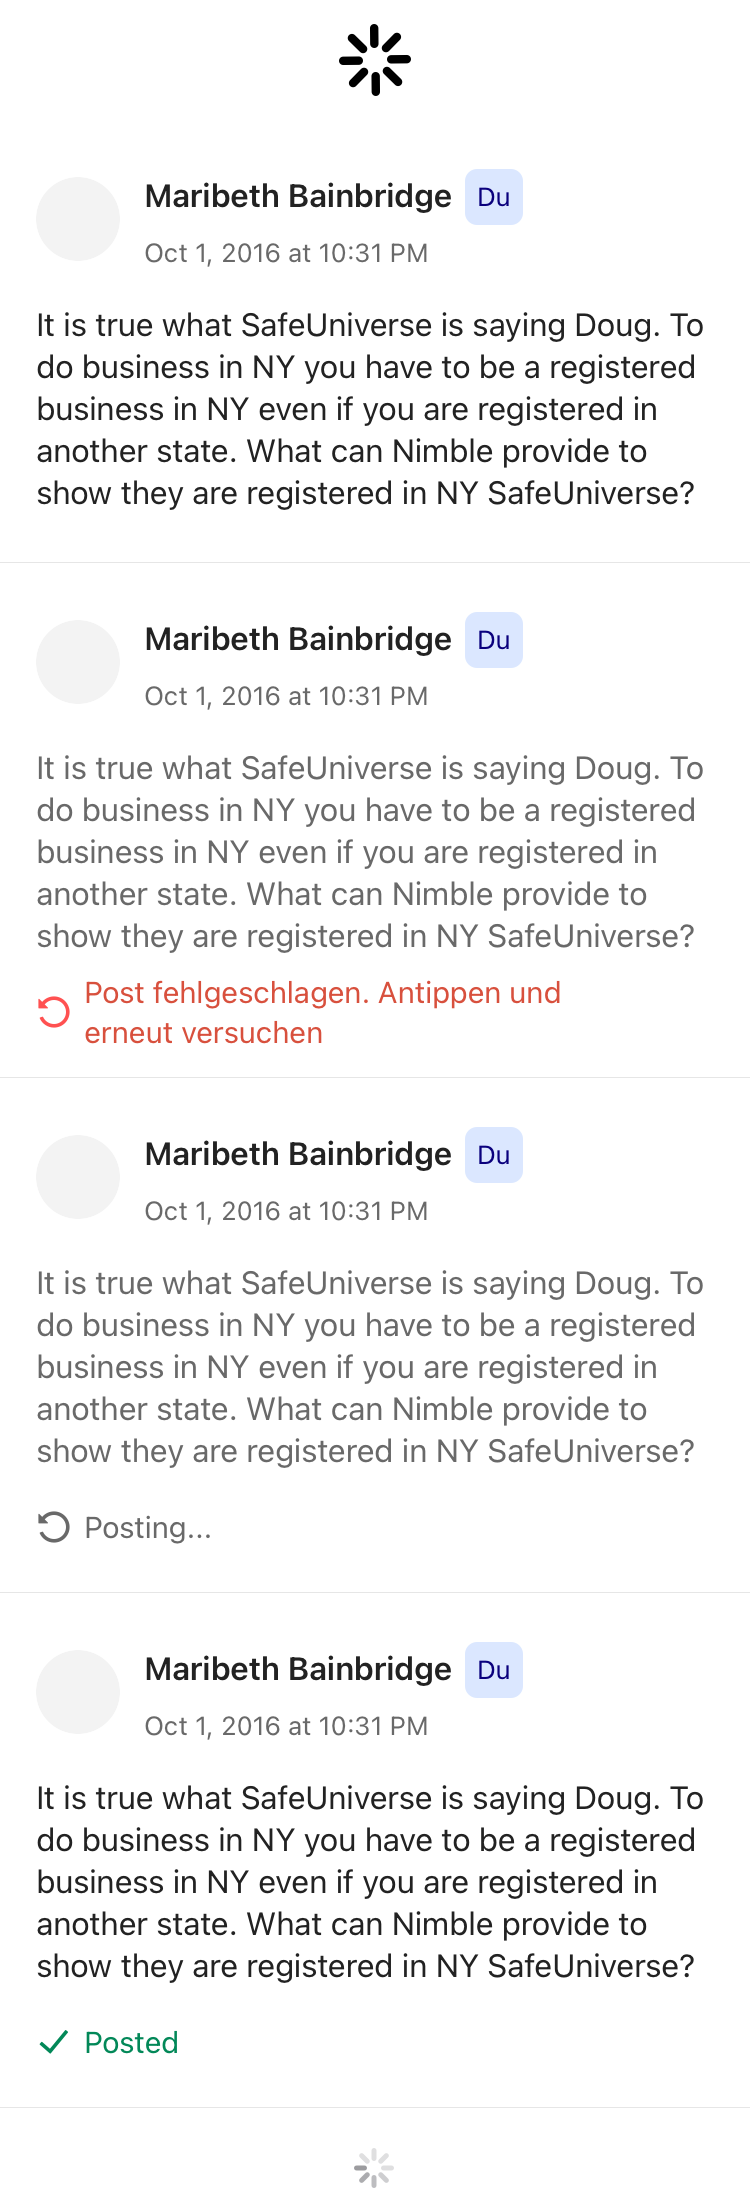 Maribeth Bainbridge Du
Oct 1, 2016 at 10:31 PM
It is true what SafeUniverse is saying Doug. To
do business in NY you have to be a registered
business in NY even if you are registered in
another state. What can Nimble provide to
show they are registered in NY SafeUniverse?
Maribeth Bainbridge Du
Oct 1, 2016 at 10:31 PM
It is true what SafeUniverse is saying Doug. To
do business in NY you have to be a registered
business in NY even if you are registered in
another state. What can Nimble provide to
show they are registered in NY SafeUniverse?
Post fehlgeschlagen. Antippen und
erneut versuchen
Maribeth Bainbridge Du
Oct 1, 2016 at 10:31 PM
It is true what SafeUniverse is saying Doug. To
do business in NY you have to be a registered
business in NY even if you are registered in
another state. What can Nimble provide to
show they are registered in NY SafeUniverse?
Posting...
Maribeth Bainbridge Du
Oct 1, 2016 at 10:31 PM
It is true what SafeUniverse is saying Doug. To
do business in NY you have to be a registered
business in NY even if you are registered in
another state. What can Nimble provide to
show they are registered in NY SafeUniverse?
Posted